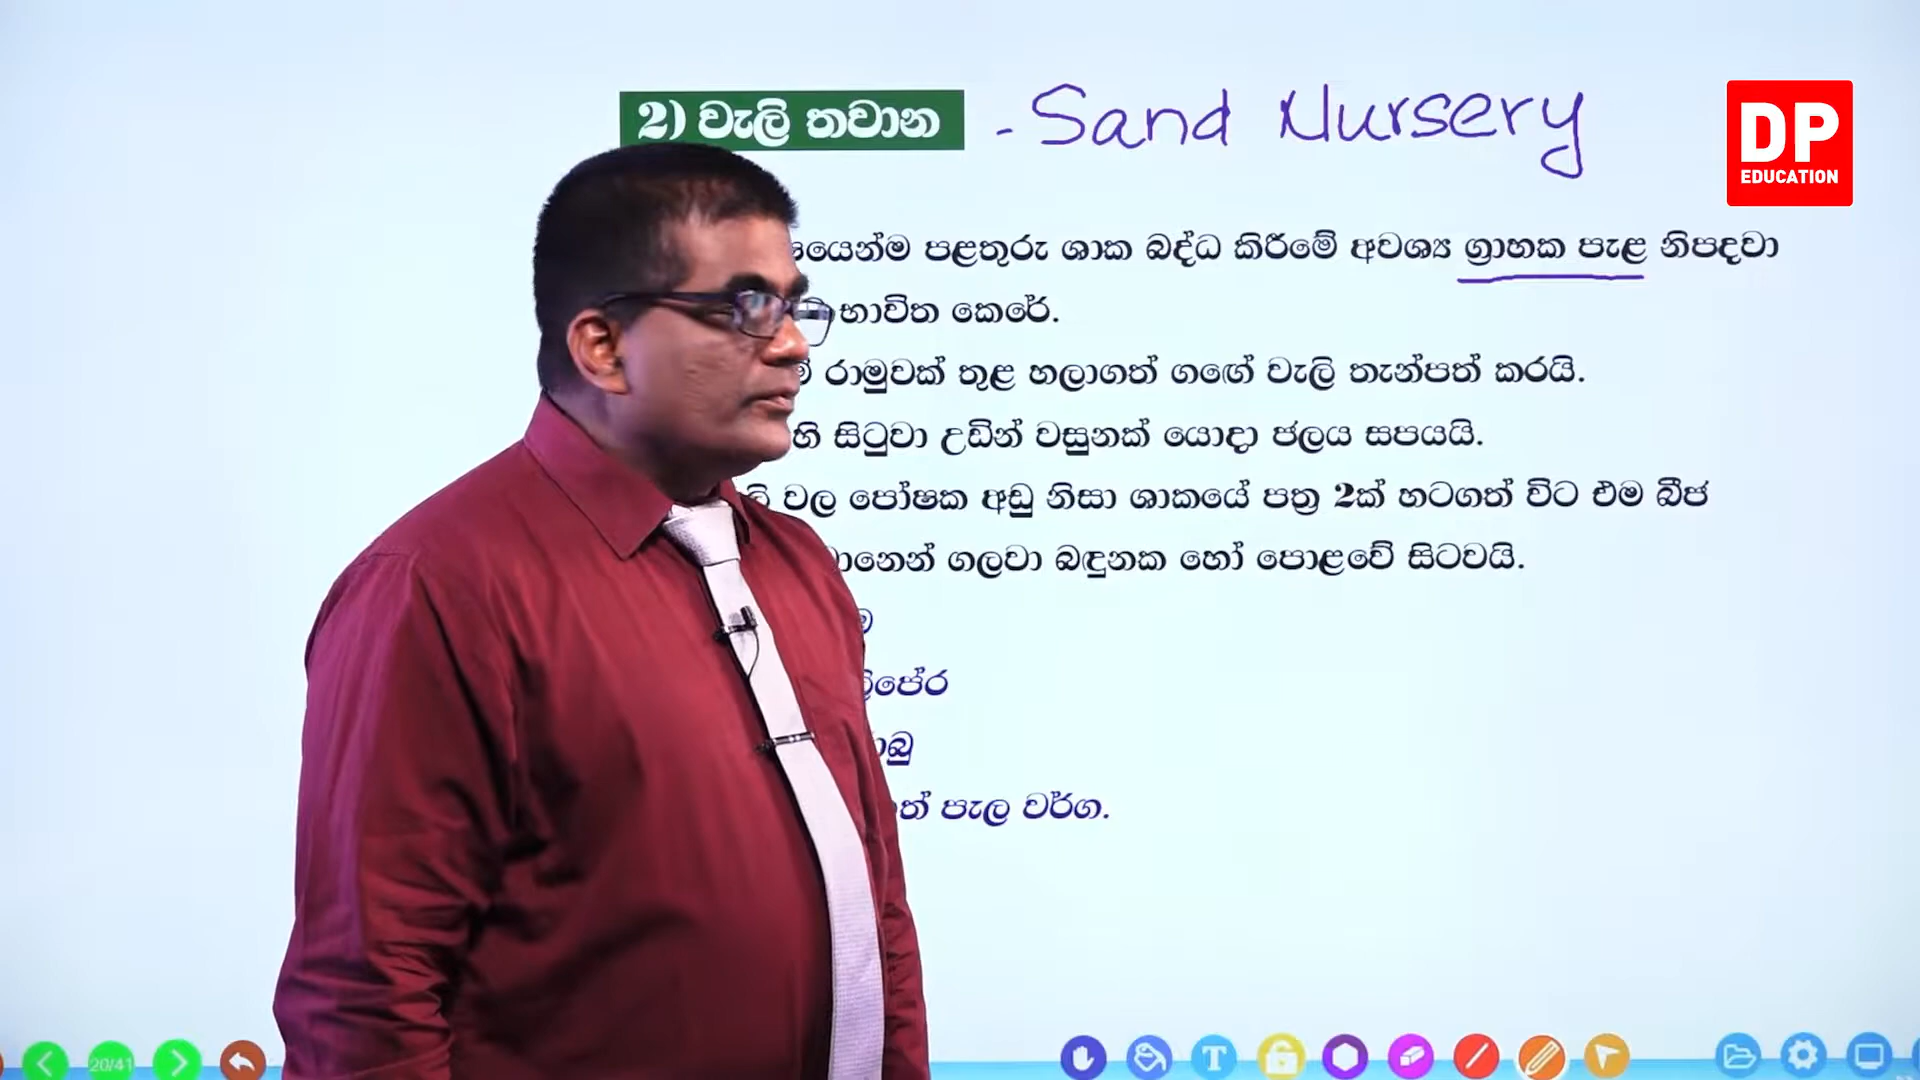 2) වැලි තවාන - Sand Nursery
DP
EDUCATION
පළතුරු ශාක බද්ධ කිරීමේ අවශ්‍ය ග්‍රාහක පැළ නිපදවා
භාවිත කෙරේ.
රාමුවක් තුළ හලාගත් ගඟේ වැලි තැන්පත් කරයි.
සිටුවා උඩින් වසුනක් යොදා ජලය සපයයි.
වල පෝෂක අඩු නිසා ශාකයේ පත්‍ර 2ක් හටගත් විට එම බීජ
ගලවා බඳුනක හෝ පොළවේ සිටවයි.
පැල වර්ග.
20/41